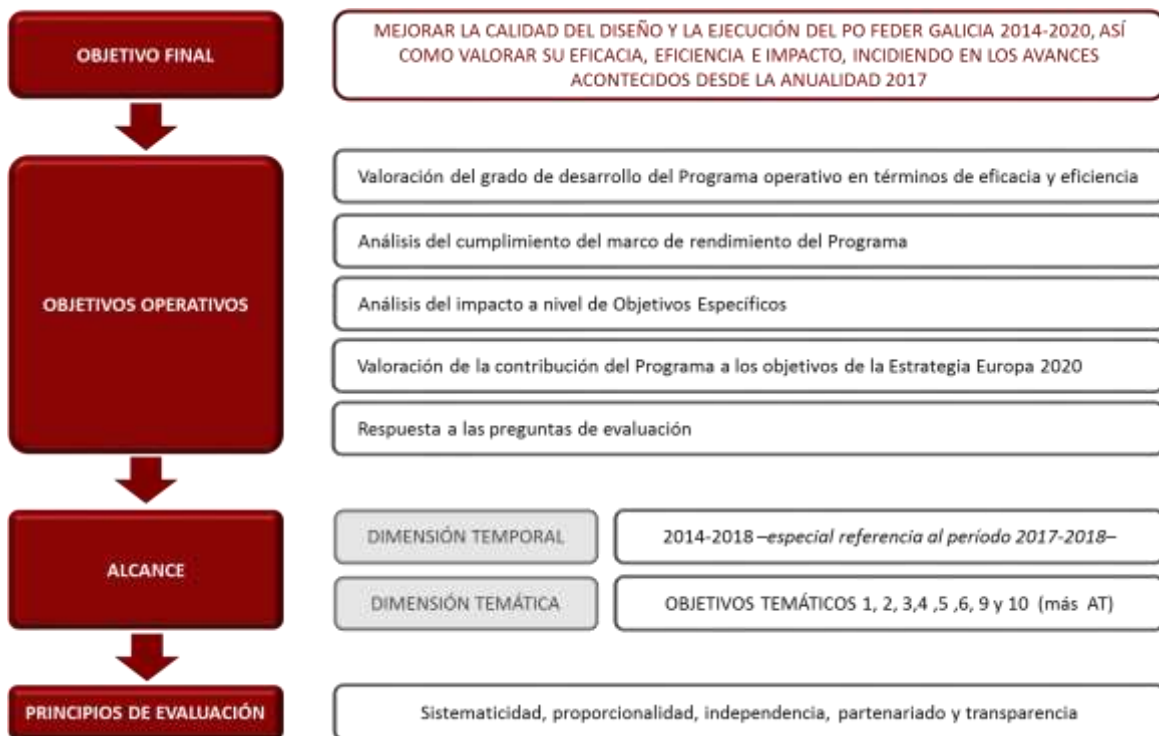 OBJETIVO FINAL
MEJORAR LA CALIDAD DEL DISEÑO Y LA EJECUCIÓN DEL PO FEDER GALICIA 2014-2020, ASÍ
COMO VALORAR SU EFICACIA, EFICIENCIA E IMPACTO, INCIDIENDO EN LOS AVANCES
ACONTECIDOS DESDE LA ANUALIDAD 2017
OBJETIVOS OPERATIVOS
Valoración del grado de desarrollo del Programa operativo en términos de eficacia y eficiencia
Análisis del cumplimiento del marco de rendimiento del Programa
Análisis del impacto a nivel de Objetivos Específicos
Valoración de la contribución del Programa a los objetivos de la Estrategia Europa 2020
Respuesta a las preguntas de evaluación
ALCANCE
DIMENSIÓN TEMPORAL
2014-2018 –especial referencia al período 2017-2018–
DIMENSIÓN TEMÁTICA
OBJETIVOS TEMÁTICOS 1, 2, 3,4 ,5 ,6, 9 y 10 (más AT)
PRINCIPIOS DE EVALUACIÓN
Sistematicidad, proporcionalidad, independencia, partenariado y transparencia